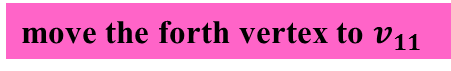 move the forth vertex to v₁₁